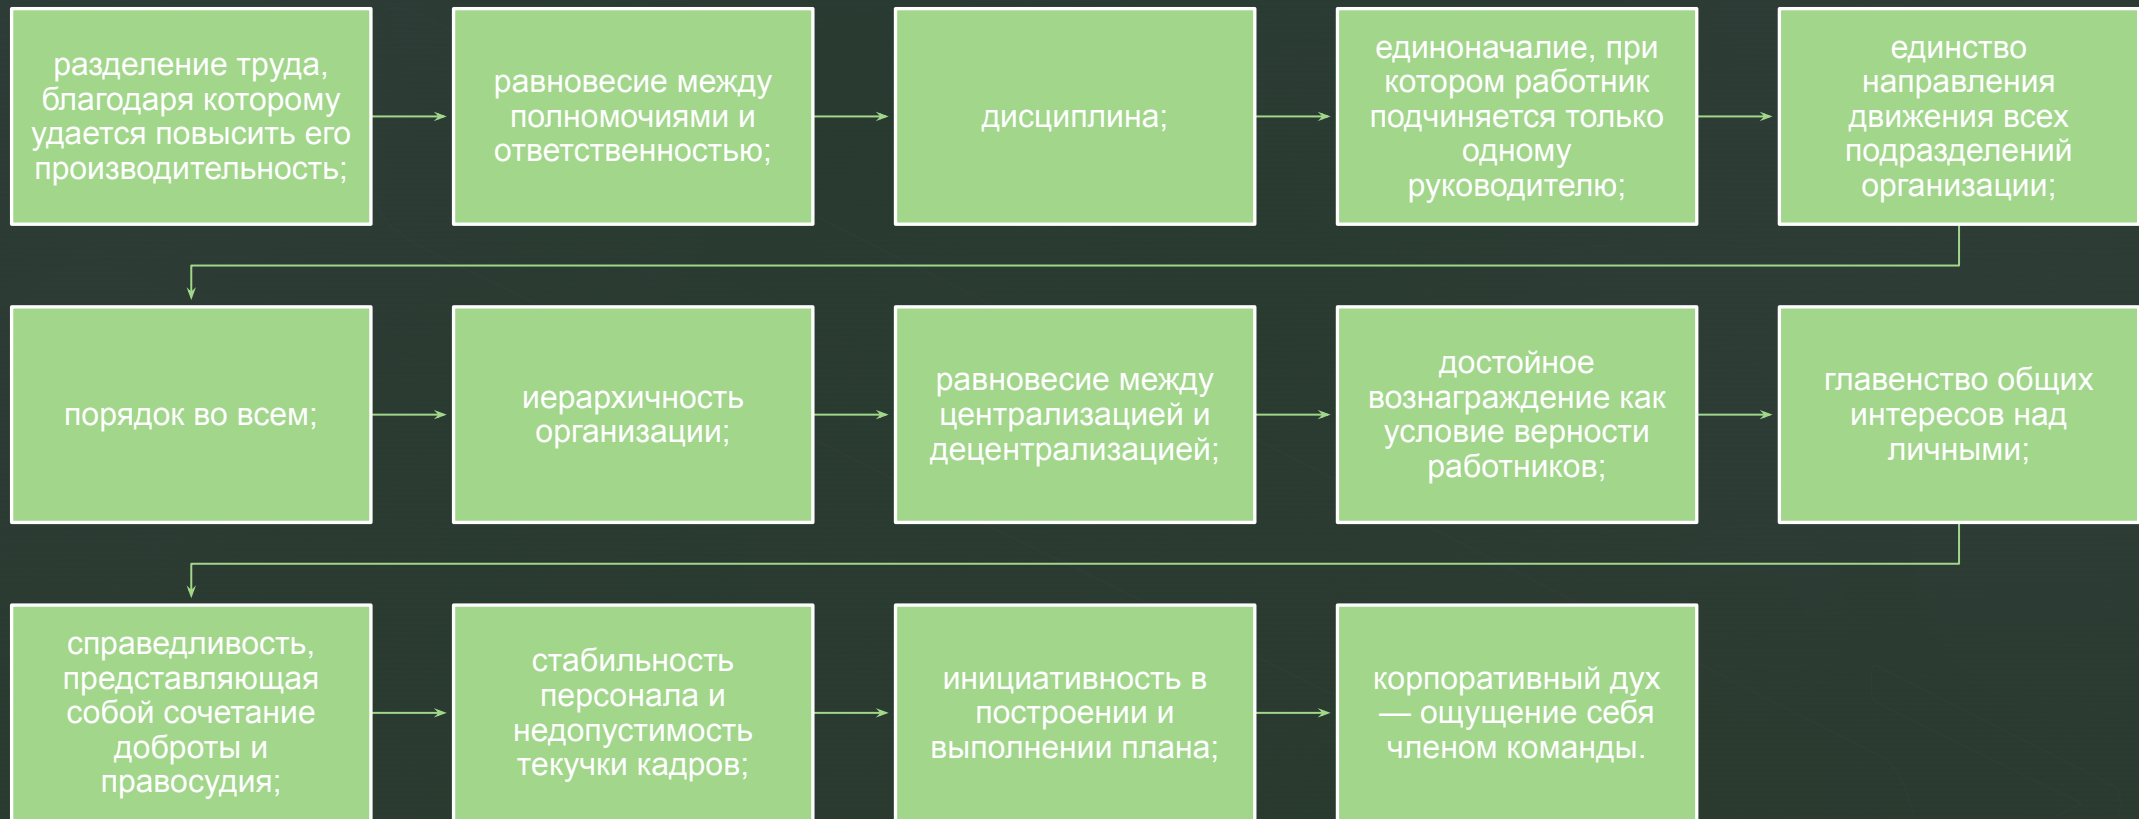 разделение труда,
благодаря которому
удается повысить его
производительность;
равновесие между
полномочиями и
ответственностью;
дисциплина;
единоначалие, при
котором работник
подчиняется только
одному
руководителю;
единство
направления
движения всех
подразделений
организации;
порядок во всем;
иерархичность
организации;
равновесие между
централизацией и
децентрализацией;
достойное
вознаграждение как
условие верности
работников;
главенство общих
интересов над
личными;
справедливость,
представляющая
собой сочетание
доброты и
правосудия;
стабильность
персонала и
недопустимость
текучки кадров;
инициативность в
построении и
выполнении плана;
корпоративный дух
— ощущение себя
членом команды.